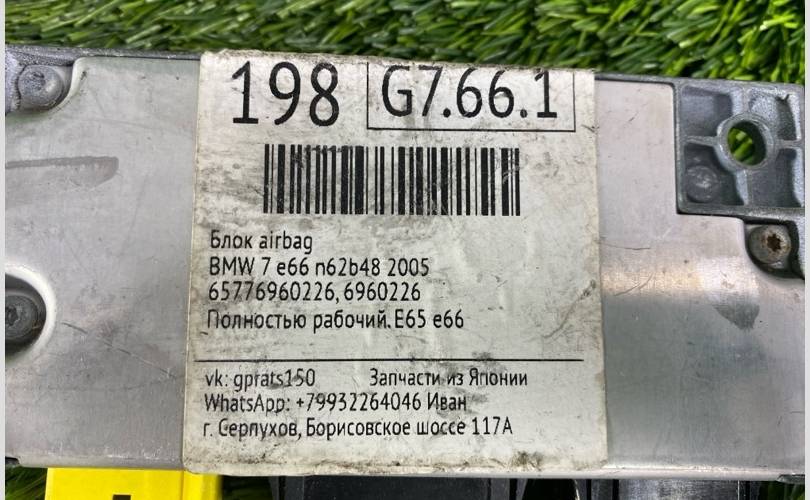 198 G7.66.1
Блок airbag
BMW 7 e66 n62b48 2005
65776960226, 6960226
Полностью рабочий. E65 e66
vk: gprats150 Запчасти из Японии
WhatsApp: +79932264046 Иван
г. Серпухов, Борисовское шоссе 117А